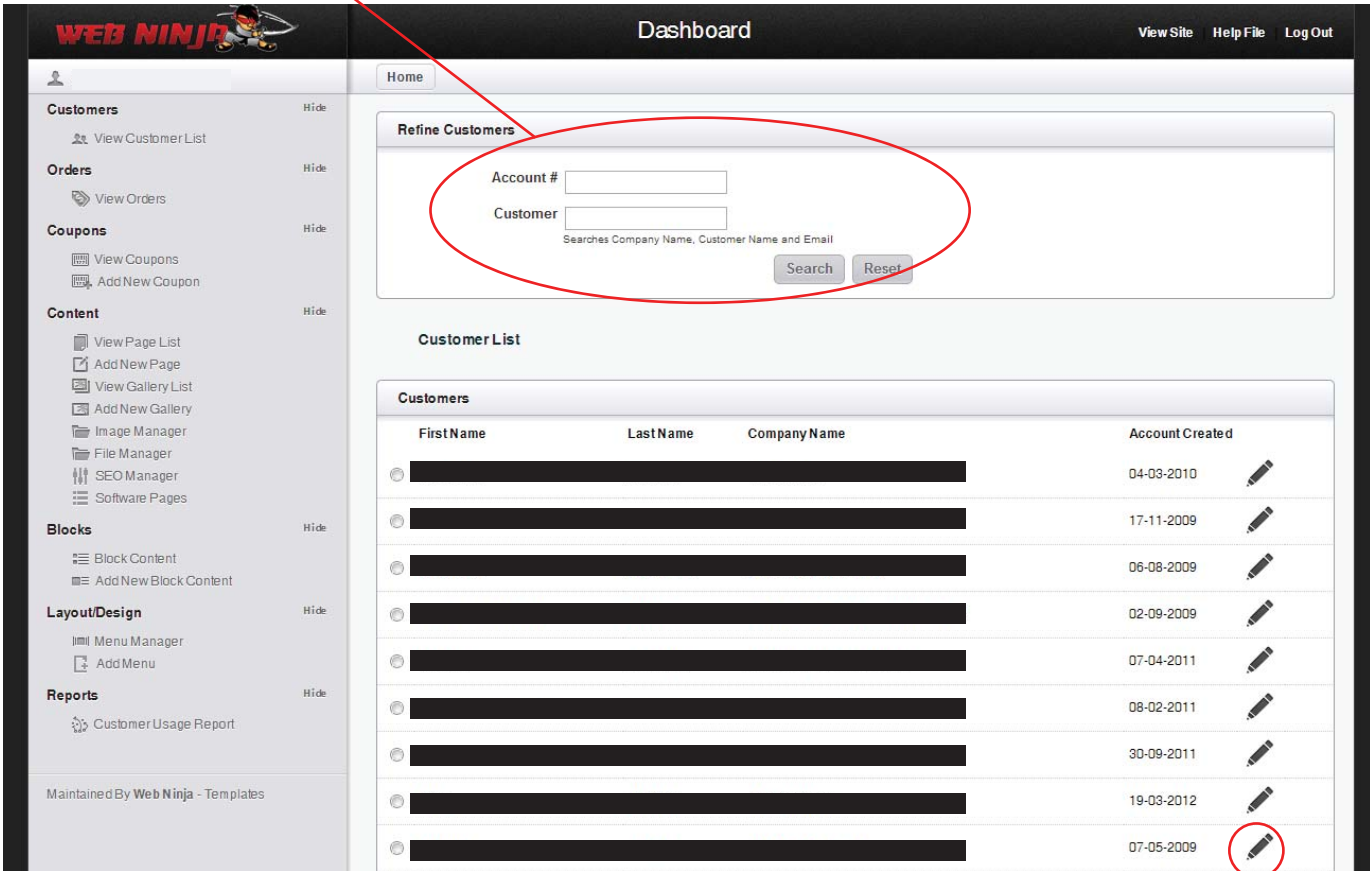 WEB NINJA
Dashboard
View Site Help File Log Out
Home
Customers Hide
View Customer List
Orders Hide
View Orders
Coupons Hide
View Coupons
Add New Coupon
Content Hide
View Page List
Add New Page
View Gallery List
Add New Gallery
Image Manager
File Manager
SEO Manager
Software Pages
Blocks Hide
Block Content
Add New Block Content
Layout/Design Hide
Menu Manager
Add Menu
Reports Hide
Customer Usage Report
Maintained By Web Ninja - Templates
Refine Customers
Account #
Customer
Searches Company Name, Customer Name and Email
Search Reset
Customer List
Customers
First Name Last Name Company Name Account Created
04-03-2010
17-11-2009
06-08-2009
02-09-2009
07-04-2011
08-02-2011
30-09-2011
19-03-2012
07-05-2009